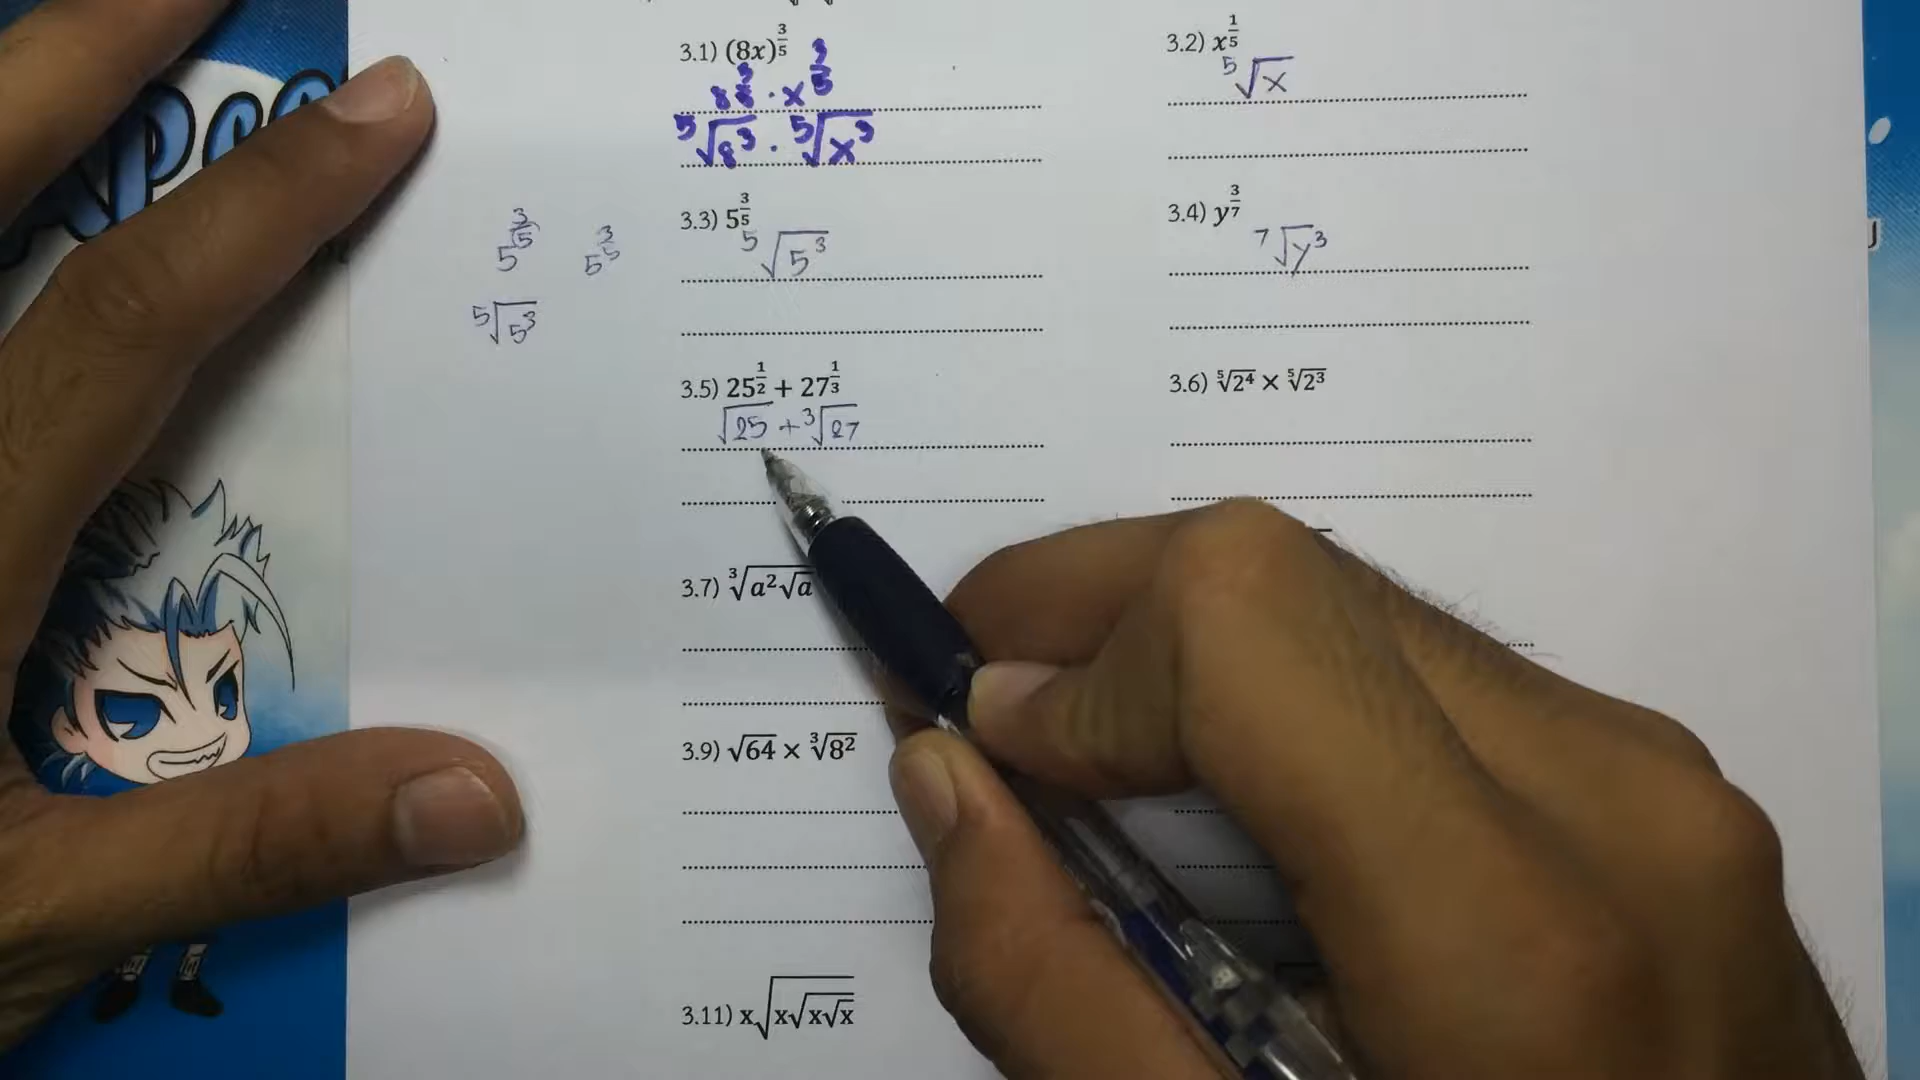 3.1) (8x)^{3/5}
8^{3/5} · x^{3/5}
⁵√8³ · ⁵√x³
3.2) x^{1/5}
⁵√x
3.3) 5^{3/5}
⁵√5³
3.4) y^{3/7}
⁷√y³
5^{3/5} 5^{3/5}
⁵√5³
3.5) 25^{1/2} + 27^{1/3}
√25 + ³√27
3.6) ⁵√2⁴ × ⁵√2³
3.7) ³√(a²√a)
3.9) √64 × ³√8²
3.11) x√(x√(x√x))